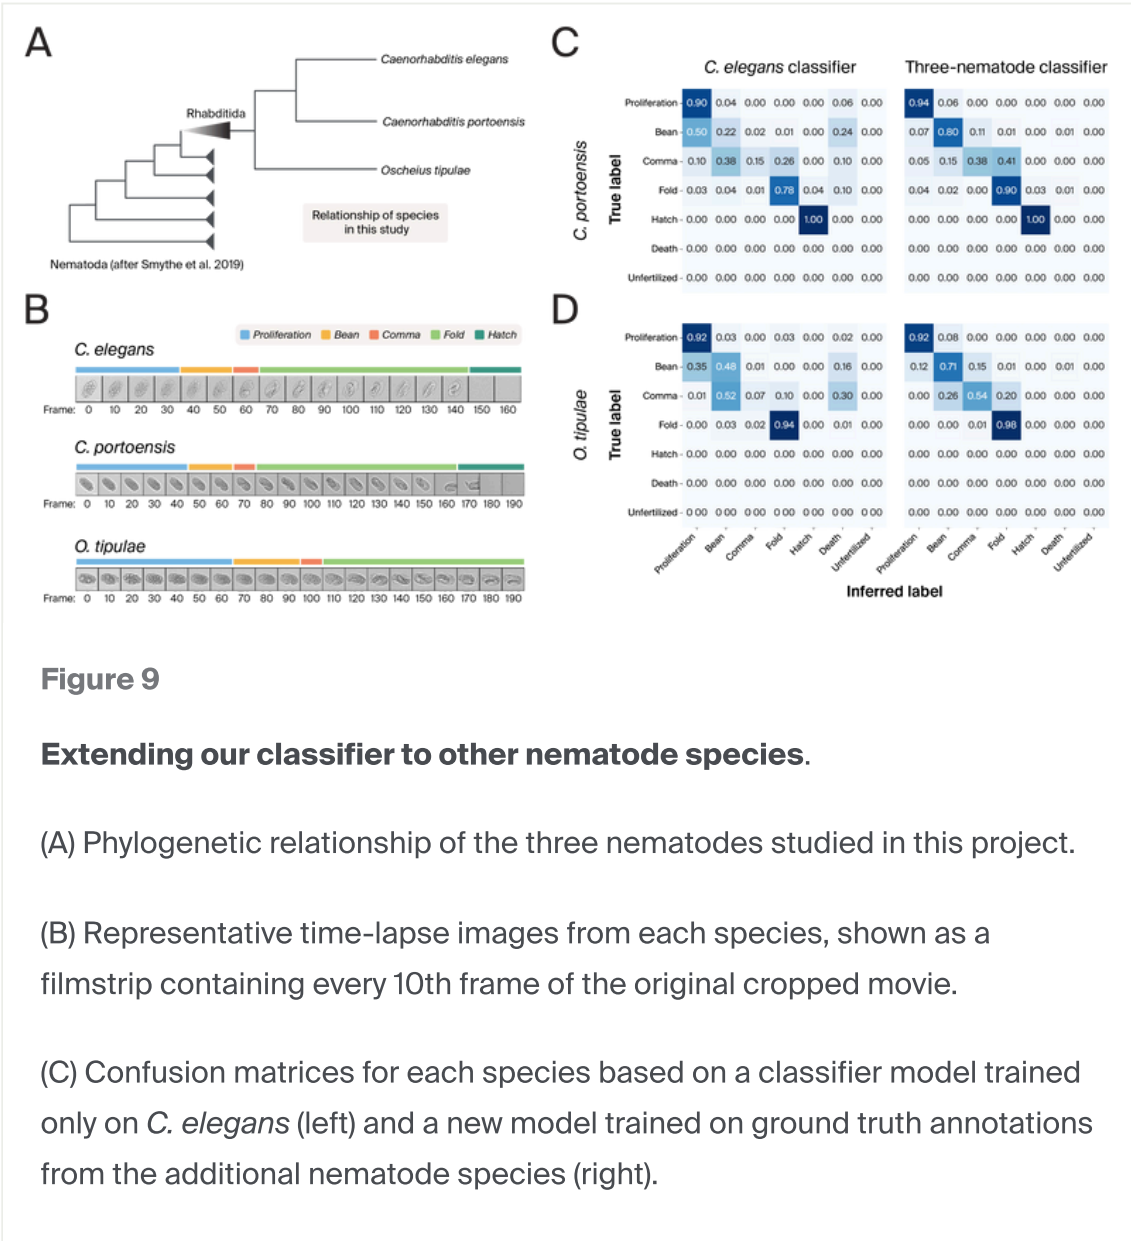 A
Caenorhabditis elegans
Rhabditida
Caenorhabditis portoensis
Oscheius tipulae
Relationship of species
in this study
Nematoda (after Smythe et al. 2019)
B
Proliferation Bean Comma Fold Hatch
C. elegans
Frame: 0 10 20 30 40 50 60 70 80 90 100 110 120 130 140 150 160
C. portoensis
Frame: 0 10 20 30 40 50 60 70 80 90 100 110 120 130 140 150 160 170 180 190
O. tipulae
Frame: 0 10 20 30 40 50 60 70 80 90 100 110 120 130 140 150 160 170 180 190
C
C. elegans classifier Three-nematode classifier
C. portoensis
True label
Proliferation 0.90 0.04 0.00 0.00 0.00 0.06 0.00 0.94 0.06 0.00 0.00 0.00 0.00 0.00
Bean 0.50 0.22 0.02 0.01 0.00 0.24 0.00 0.07 0.80 0.11 0.01 0.00 0.01 0.00
Comma 0.10 0.38 0.15 0.26 0.00 0.10 0.00 0.05 0.15 0.38 0.41 0.00 0.00 0.00
Fold 0.03 0.04 0.01 0.78 0.04 0.10 0.00 0.04 0.02 0.00 0.90 0.03 0.01 0.00
Hatch 0.00 0.00 0.00 0.00 1.00 0.00 0.00 0.00 0.00 0.00 0.00 1.00 0.00 0.00
Death 0.00 0.00 0.00 0.00 0.00 0.00 0.00 0.00 0.00 0.00 0.00 0.00 0.00 0.00
Unfertilized 0.00 0.00 0.00 0.00 0.00 0.00 0.00 0.00 0.00 0.00 0.00 0.00 0.00 0.00
D
O. tipulae
True label
Proliferation 0.92 0.03 0.00 0.03 0.00 0.02 0.00 0.92 0.08 0.00 0.00 0.00 0.00 0.00
Bean 0.35 0.48 0.01 0.00 0.00 0.16 0.00 0.12 0.71 0.15 0.01 0.00 0.01 0.00
Comma 0.01 0.52 0.07 0.10 0.00 0.30 0.00 0.00 0.26 0.54 0.20 0.00 0.00 0.00
Fold 0.00 0.03 0.02 0.94 0.00 0.01 0.00 0.00 0.00 0.01 0.98 0.00 0.00 0.00
Hatch 0.00 0.00 0.00 0.00 0.00 0.00 0.00 0.00 0.00 0.00 0.00 0.00 0.00 0.00
Death 0.00 0.00 0.00 0.00 0.00 0.00 0.00 0.00 0.00 0.00 0.00 0.00 0.00 0.00
Unfertilized 0.00 0.00 0.00 0.00 0.00 0.00 0.00 0.00 0.00 0.00 0.00 0.00 0.00 0.00
Proliferation Bean Comma Fold Hatch Death Unfertilized Proliferation Bean Comma Fold Hatch Death Unfertilized
Inferred label
Figure 9
Extending our classifier to other nematode species.
(A) Phylogenetic relationship of the three nematodes studied in this project.
(B) Representative time-lapse images from each species, shown as a
filmstrip containing every 10th frame of the original cropped movie.
(C) Confusion matrices for each species based on a classifier model trained
only on C. elegans (left) and a new model trained on ground truth annotations
from the additional nematode species (right).